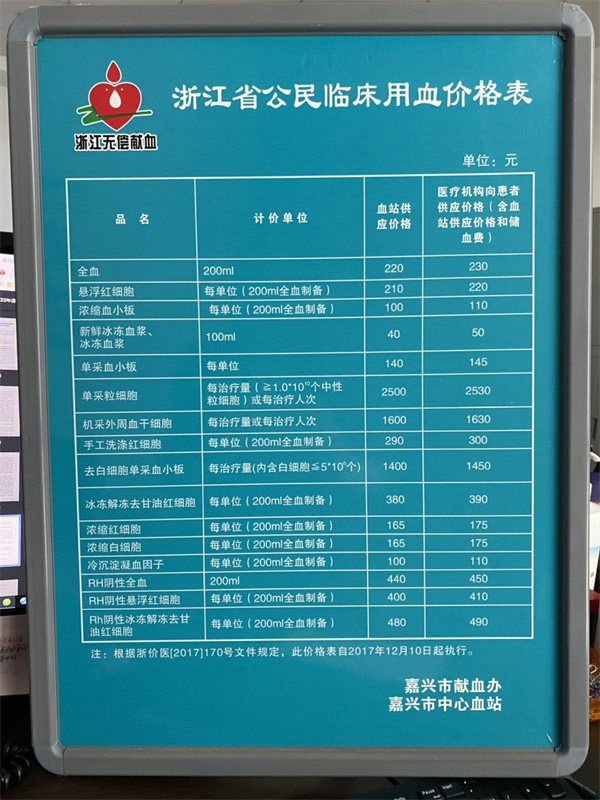 浙江无偿献血
浙江省公民临床用血价格表
单位：元
品 名 计价单位 血站供应价格 医疗机构向患者供应价格（含血站供应价格和储血费）
全血 200ml 220 230
悬浮红细胞 每单位（200ml全血制备） 210 220
浓缩血小板 每单位（200ml全血制备） 100 110
新鲜冰冻血浆、冰冻血浆 100ml 40 50
单采血小板 每单位 140 145
单采粒细胞 每治疗量（≧1.0*10¹⁰个中性粒细胞）或每治疗人次 2500 2530
机采外周血干细胞 每治疗量或每治疗人次 1600 1630
手工洗涤红细胞 每单位（200ml全血制备） 290 300
去白细胞单采血小板 每治疗量(内含白细胞≦5*10⁶个) 1400 1450
冰冻解冻去甘油红细胞 每单位（200ml全血制备） 380 390
浓缩红细胞 每单位（200ml全血制备） 165 175
浓缩白细胞 每单位（200ml全血制备） 165 175
冷沉淀凝血因子 每单位（200ml全血制备） 100 110
RH阴性全血 200ml 440 450
RH阴性悬浮红细胞 每单位（200ml全血制备） 400 410
Rh阴性冰冻解冻去甘油红细胞 每单位（200ml全血制备） 480 490
注：根据浙价医[2017]170号文件规定，此价格表自2017年12月10日起执行。
嘉兴市献血办
嘉兴市中心血站